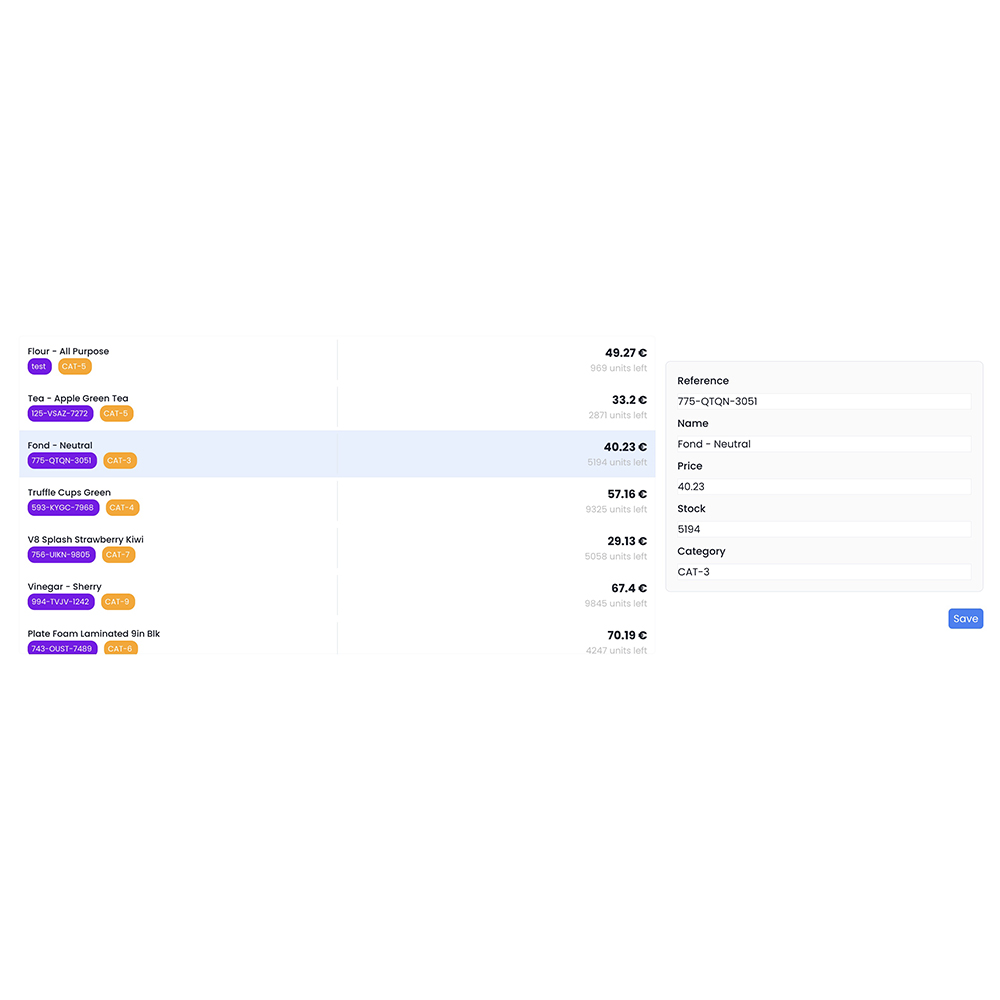 Flour - All Purpose
test CAT-5
49.27 €
969 units left
Tea - Apple Green Tea
125-VSAZ-7272 CAT-5
33.2 €
2871 units left
Fond - Neutral
775-QTQN-3051 CAT-3
40.23 €
5194 units left
Truffle Cups Green
593-KYGC-7968 CAT-4
57.16 €
9325 units left
V8 Splash Strawberry Kiwi
756-UIKN-9805 CAT-7
29.13 €
5058 units left
Vinegar - Sherry
994-TVJV-1242 CAT-9
67.4 €
9845 units left
Plate Foam Laminated 9in Blk
743-OUST-7489 CAT-6
70.19 €
4247 units left
Reference
775-QTQN-3051
Name
Fond - Neutral
Price
40.23
Stock
5194
Category
CAT-3
Save